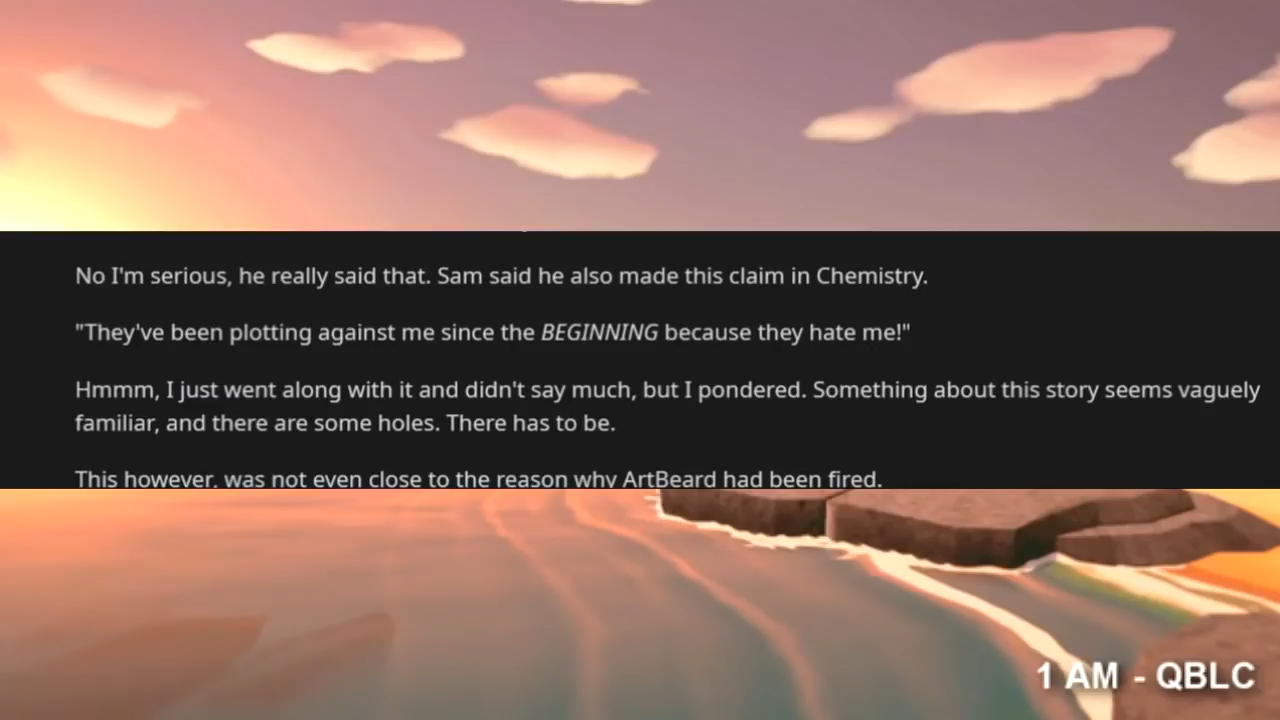 No I'm serious, he really said that. Sam said he also made this claim in Chemistry.
"They've been plotting against me since the BEGINNING because they hate me!"
Hmmm, I just went along with it and didn't say much, but I pondered. Something about this story seems vaguely
familiar, and there are some holes. There has to be.
This however, was not even close to the reason why ArtBeard had been fired.
1 AM - QBLC